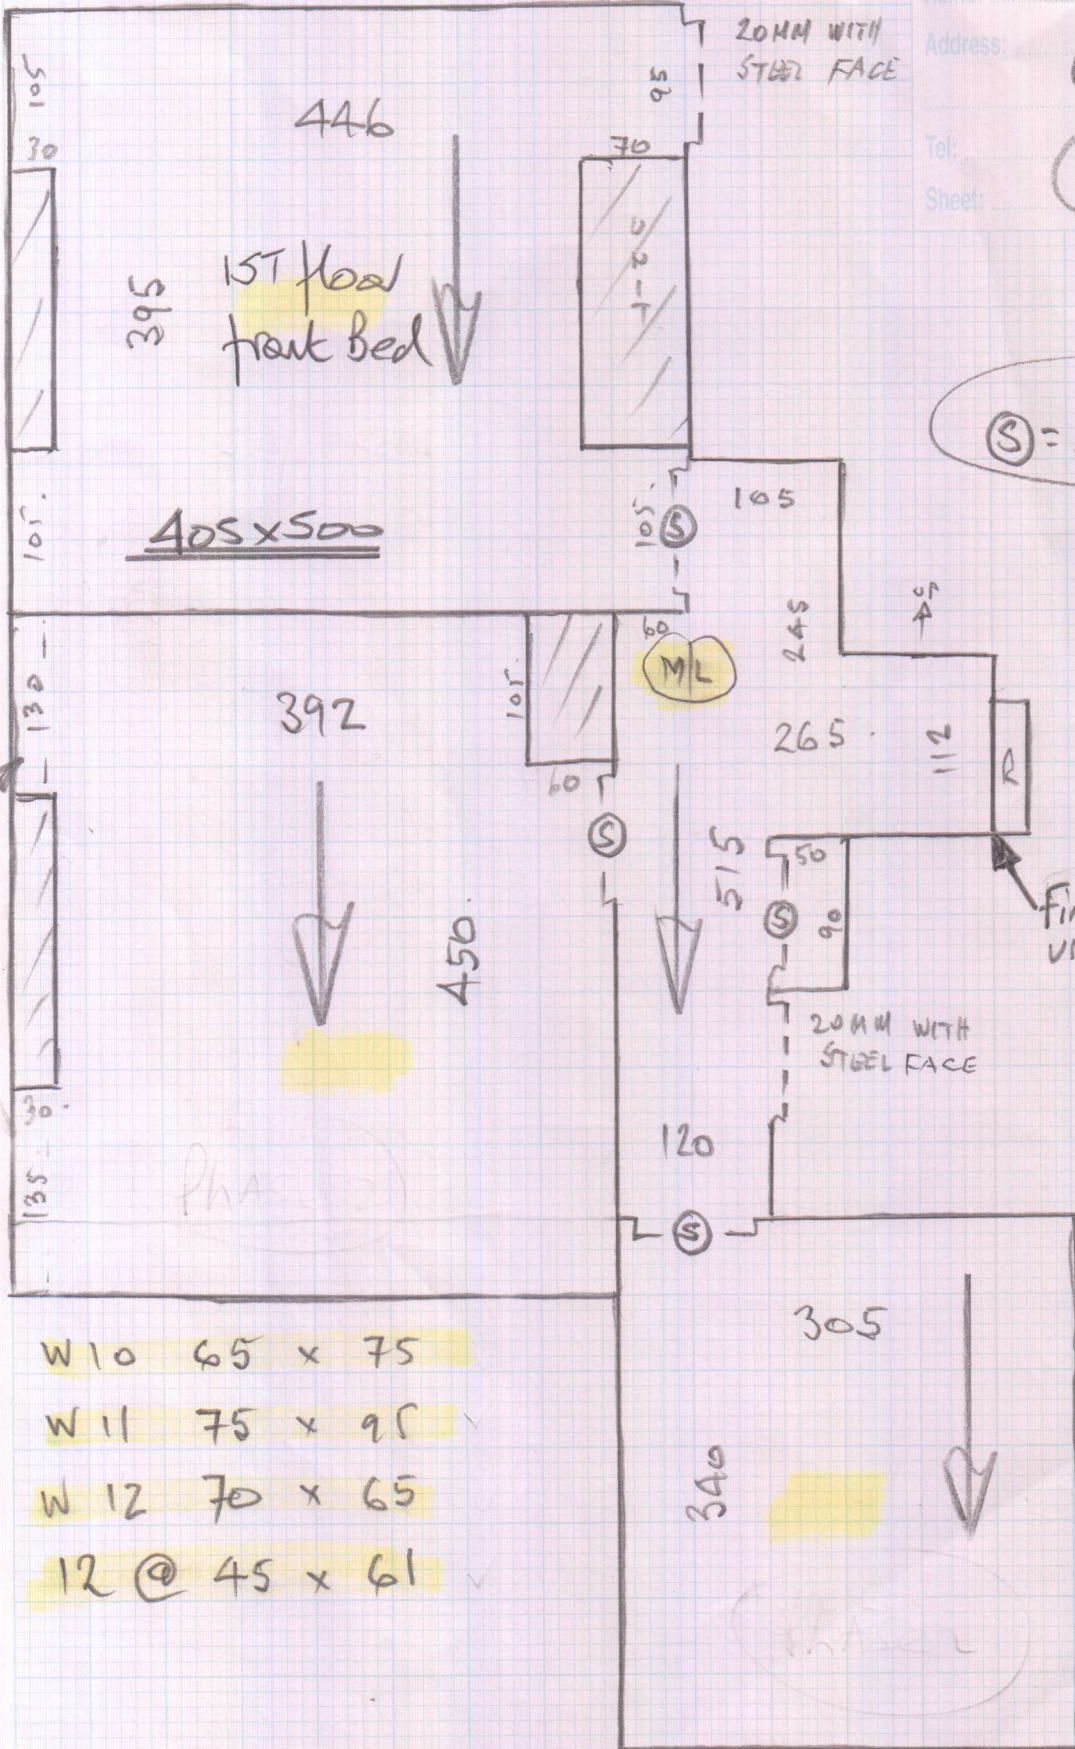 20MM WITH
STEEL FACE
Address:
Tel:
Sheet:
105
95
446
30
70
1ST floor
front Bed
395
S =
105
405x500
105
S
105
45
245
60
ML
130
392
105
265
112
R
60
S
515
50
S
90
450
20MM WITH
STEEL FACE
30
120
135
S
305
340
W10 65 x 75
W11 75 x 95
W12 70 x 65
12 @ 45 x 61